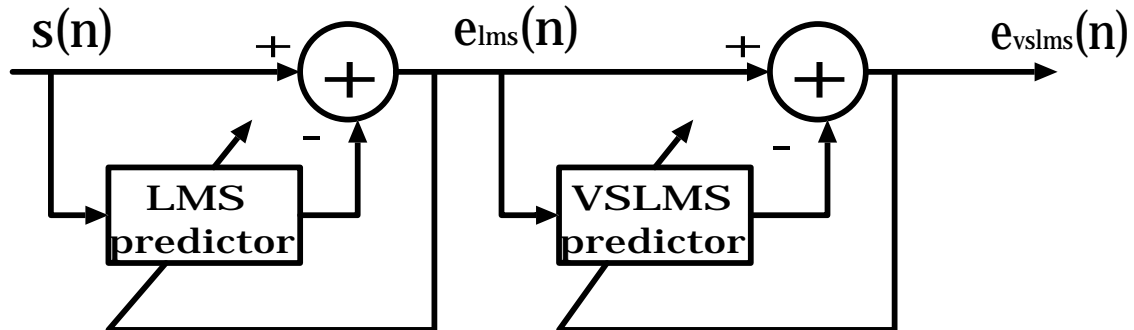 s(n)
+
+
e_lms(n)
+
+
e_vslms(n)
-
-
LMS
predictor
VSLMS
predictor